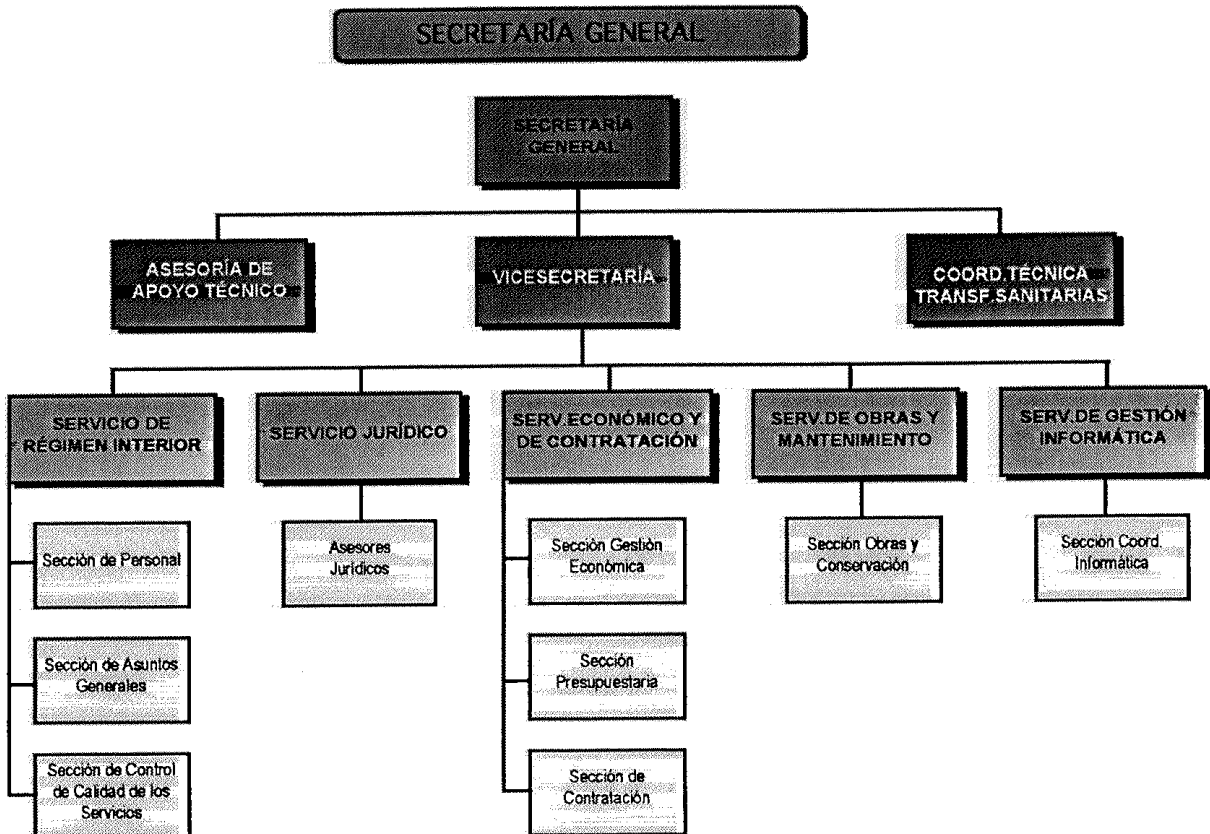 SECRETARÍA GENERAL
SECRETARÍA
GENERAL
ASESORÍA DE
APOYO TÉCNICO
VICESECRETARÍA
COORD.TÉCNICA
TRANSF.SANITARIAS
SERVICIO DE
RÉGIMEN INTERIOR
SERVICIO JURÍDICO
SERV.ECONÓMICO Y
DE CONTRATACIÓN
SERV.DE OBRAS Y
MANTENIMIENTO
SERV.DE GESTIÓN
INFORMÁTICA
Sección de Personal
Asesores
Jurídicos
Sección Gestión
Económica
Sección Obras y
Conservación
Sección Coord.
Informática
Sección de Asuntos
Generales
Sección
Presupuestaria
Sección de Control
de Calidad de los
Servicios
Sección de
Contratación